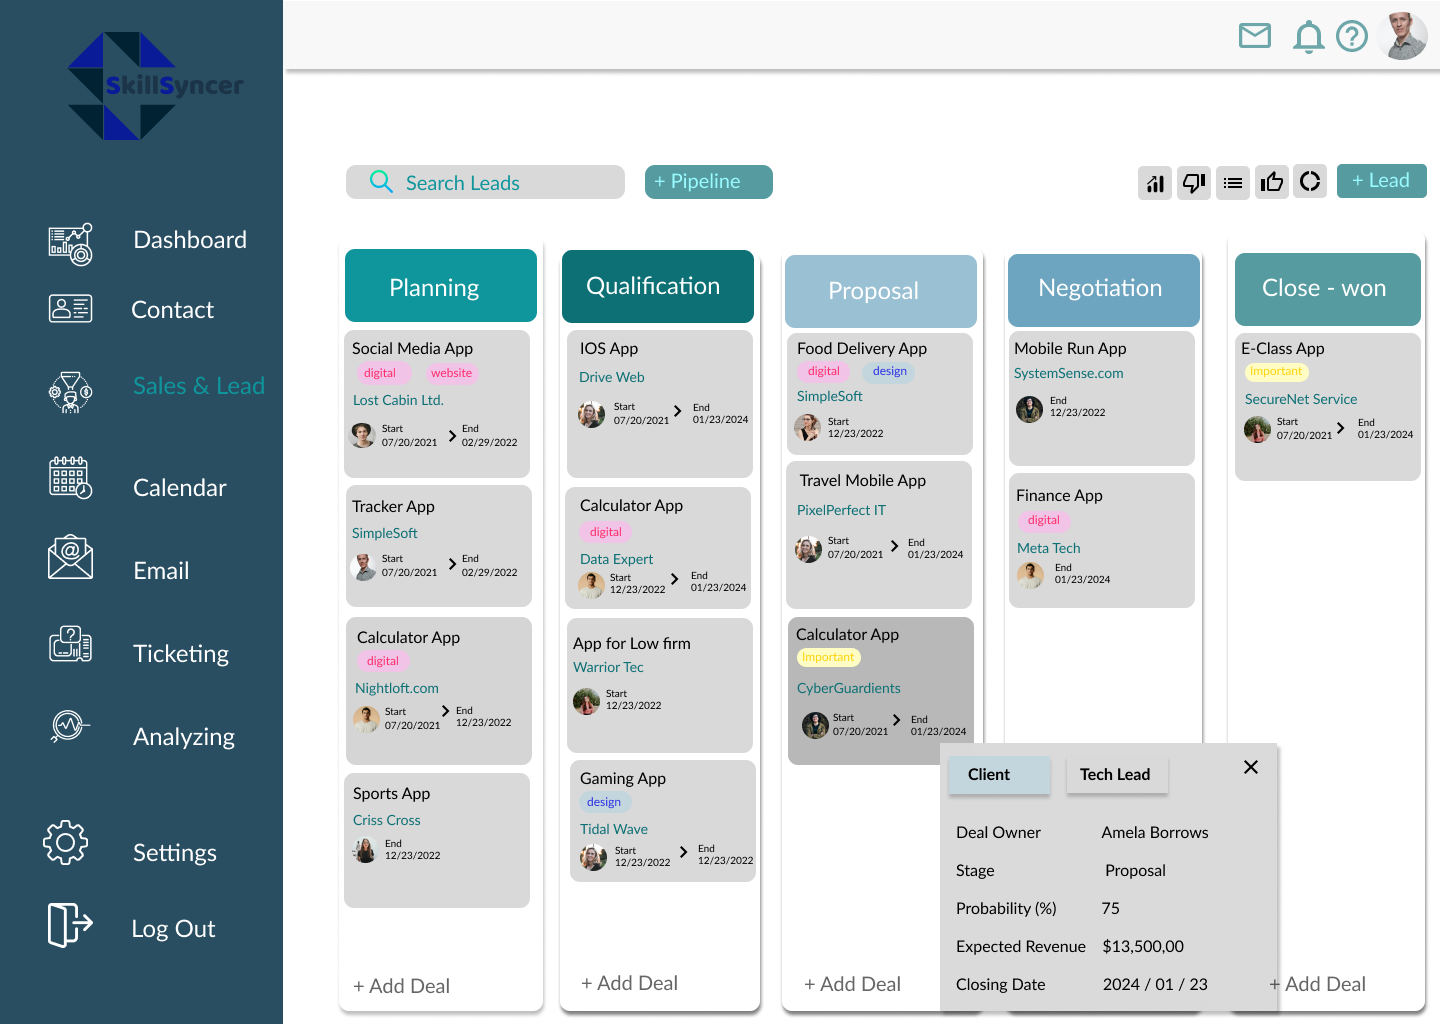 SkillSyncer
Dashboard
Contact
Sales & Lead
Calendar
Email
Ticketing
Analyzing
Settings
Log Out
Search Leads
+ Pipeline
+ Lead
Planning
Social Media App
digital website
Lost Cabin Ltd.
Start End
07/20/2021 02/29/2022
Tracker App
SimpleSoft
Start End
07/20/2021 02/29/2022
Calculator App
digital
Nightloft.com
Start End
07/20/2021 12/23/2022
Sports App
Criss Cross
End
12/23/2022
+ Add Deal
Qualification
IOS App
Drive Web
Start End
07/20/2021 01/23/2024
Calculator App
digital
Data Expert
Start End
12/23/2022 01/23/2024
App for Low firm
Warrior Tec
Start
12/23/2022
Gaming App
design
Tidal Wave
Start End
12/23/2022 12/23/2022
+ Add Deal
Proposal
Food Delivery App
digital design
SimpleSoft
Start
12/23/2022
Travel Mobile App
PixelPerfect IT
Start End
07/20/2021 01/23/2024
Calculator App
Important
CyberGuardients
Start End
07/20/2021 01/23/2024
+ Add Deal
Negotiation
Mobile Run App
SystemSense.com
End
12/23/2022
Finance App
digital
Meta Tech
End
01/23/2024
Close - won
E-Class App
Important
SecureNet Service
Start End
07/20/2021 01/23/2024
+ Add Deal
Client Tech Lead
Deal Owner Amela Borrows
Stage Proposal
Probability (%) 75
Expected Revenue $13,500,00
Closing Date 2024 / 01 / 23